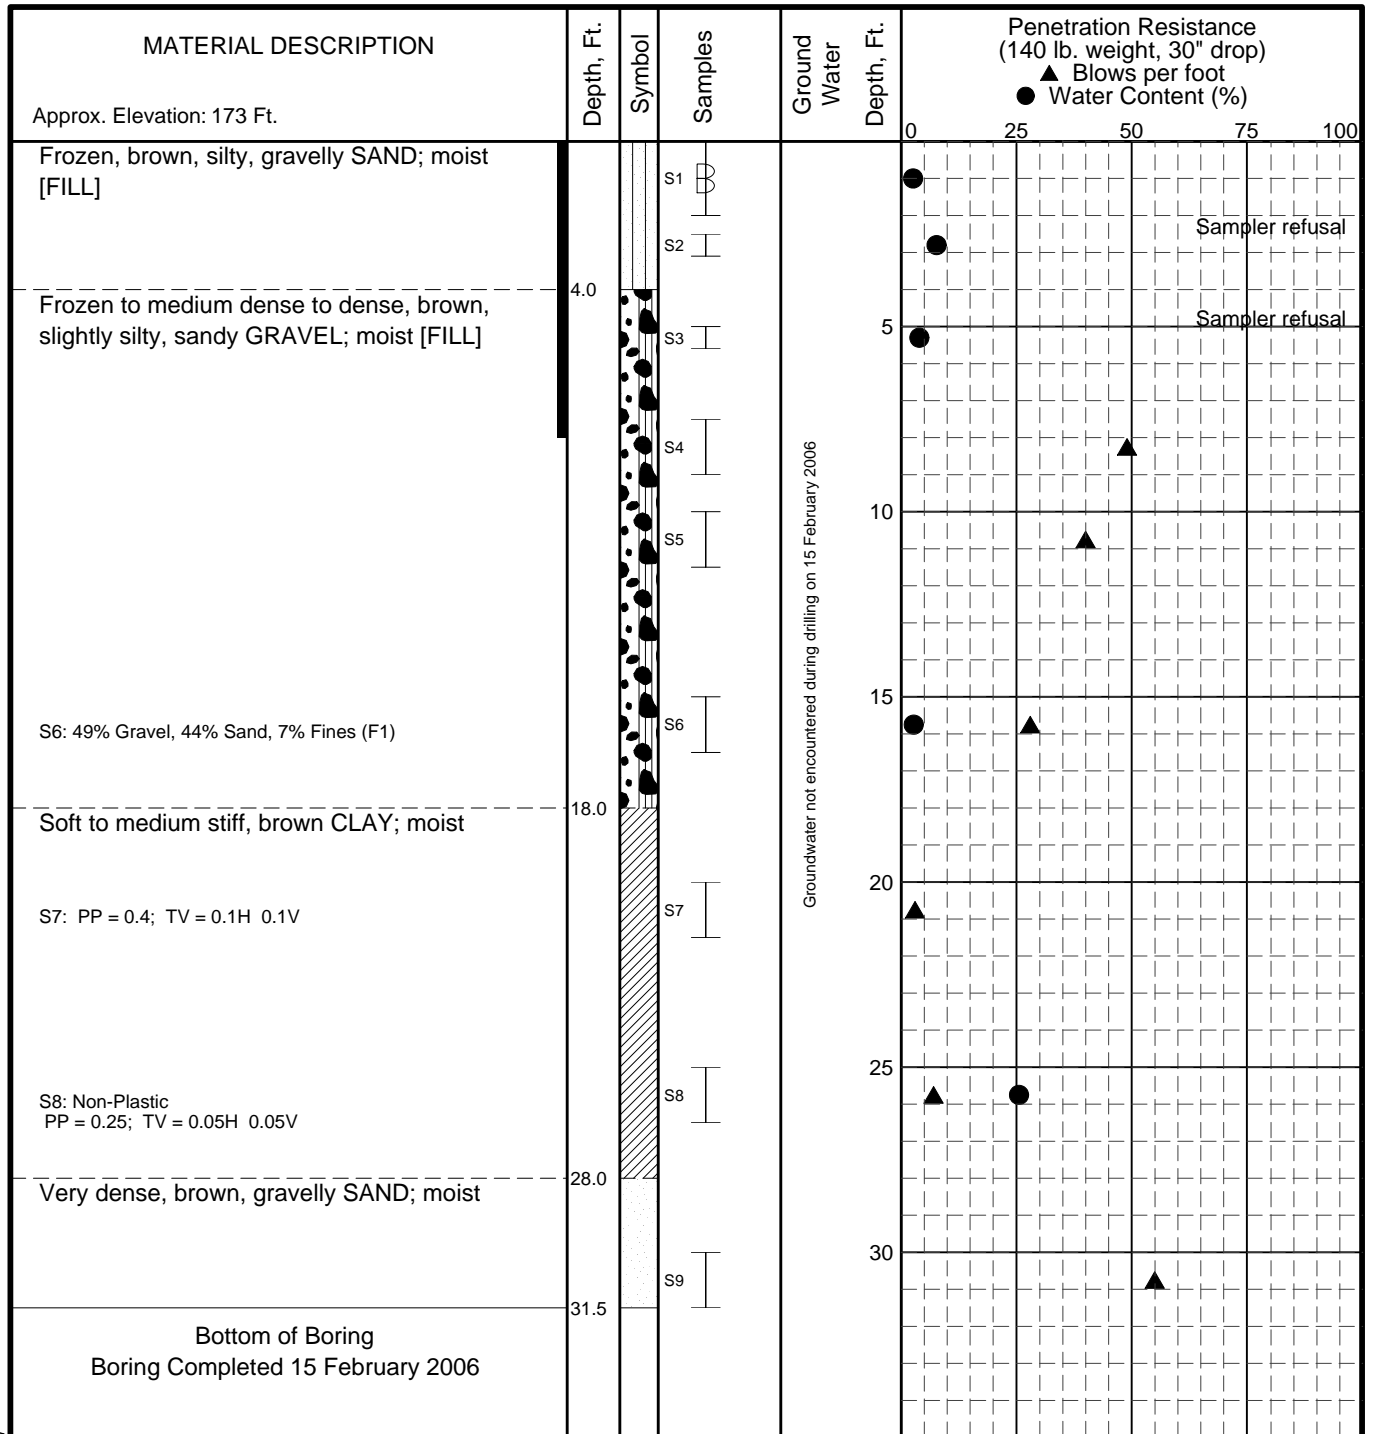 MATERIAL DESCRIPTION
Approx. Elevation: 173 Ft.
Depth, Ft.
Symbol
Samples
Ground
Water
Depth, Ft.
Penetration Resistance
(140 lb. weight, 30" drop)
▲ Blows per foot
● Water Content (%)
0 25 50 75 100
Frozen, brown, silty, gravelly SAND; moist
[FILL]
S1
Sampler refusal
S2
4.0
Frozen to medium dense to dense, brown,
slightly silty, sandy GRAVEL; moist [FILL]
Sampler refusal
5
S3
S4
Groundwater not encountered during drilling on 15 February 2006
10
S5
15
S6
S6: 49% Gravel, 44% Sand, 7% Fines (F1)
18.0
Soft to medium stiff, brown CLAY; moist
20
S7
S7: PP = 0.4; TV = 0.1H 0.1V
25
S8
S8: Non-Plastic
PP = 0.25; TV = 0.05H 0.05V
28.0
Very dense, brown, gravelly SAND; moist
30
S9
31.5
Bottom of Boring
Boring Completed 15 February 2006